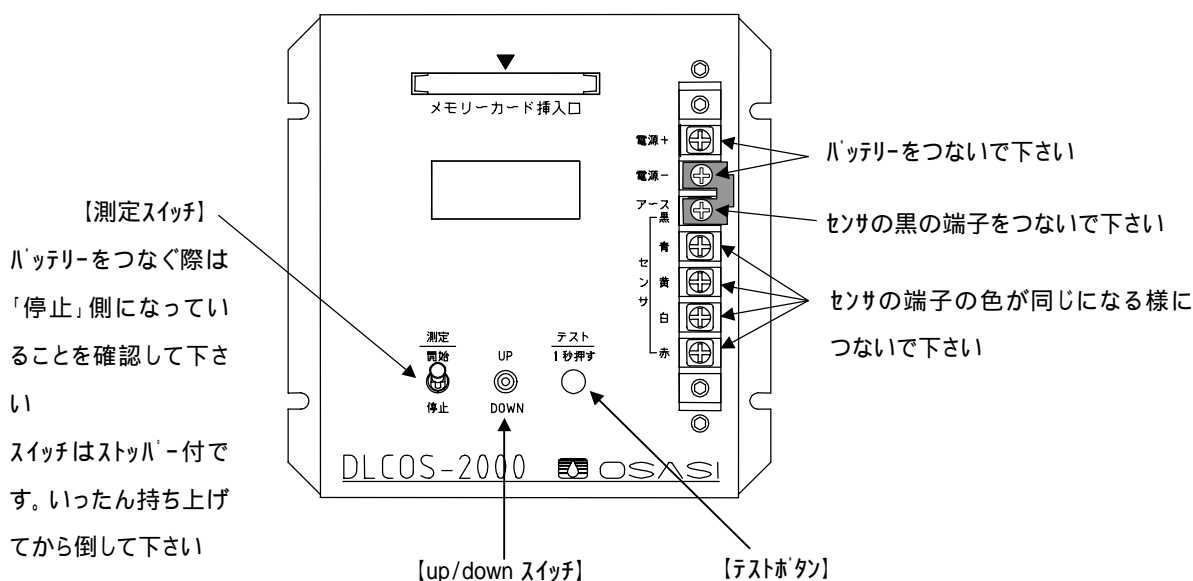 メモリーカード挿入口
電源+
電源−
アース
黒
青
黄
白
赤
センサ
バッテリーをつないで下さい
センサの黒の端子をつないで下さい
センサの端子の色が同じになる様に
つないで下さい
【測定スイッチ】
バッテリーをつなぐ際は
「停止」側になってい
ることを確認して下さ
い
スイッチはストッパー付で
す。いったん持ち上げ
てから倒して下さい
測定
開始
停止
UP
DOWN
テスト
1秒押す
DLCOS-2000 OSASI
【up/down スイッチ】
【テストボタン】